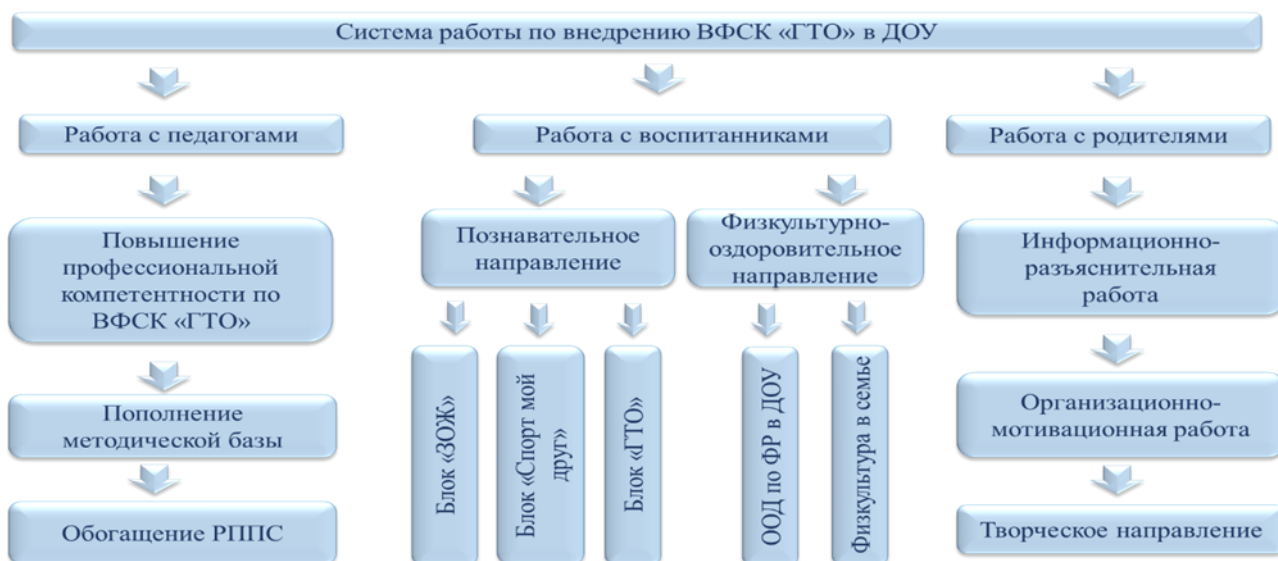 Система работы по внедрению ВФСК «ГТО» в ДОУ
Работа с педагогами
Работа с воспитанниками
Работа с родителями
Повышение
профессиональной
компетентности по
ВФСК «ГТО»
Познавательное
направление
Физкультурно-
оздоровительное
направление
Информационно-
разъяснительная
работа
Пополнение
методической базы
Блок «ЗОЖ»
Блок «Спорт мой
друг»
Блок «ГТО»
ООД по ФР в ДОУ
Физкультура в семье
Организационно-
мотивационная работа
Обогащение РППС
Творческое направление